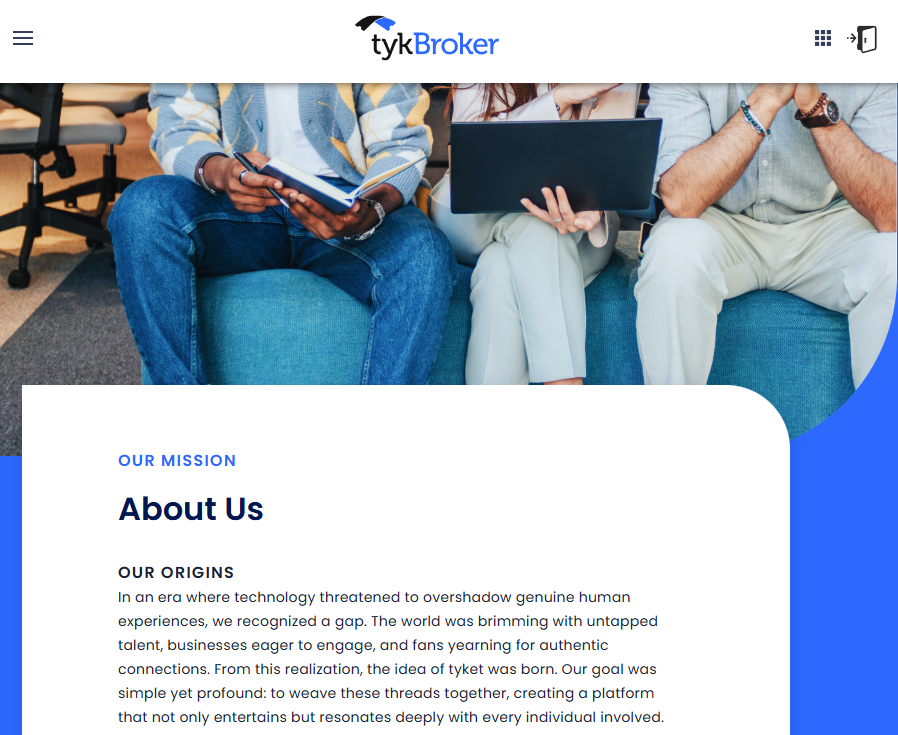 tykBroker
OUR MISSION
About Us
OUR ORIGINS
In an era where technology threatened to overshadow genuine human
experiences, we recognized a gap. The world was brimming with untapped
talent, businesses eager to engage, and fans yearning for authentic
connections. From this realization, the idea of tyket was born. Our goal was
simple yet profound: to weave these threads together, creating a platform
that not only entertains but resonates deeply with every individual involved.